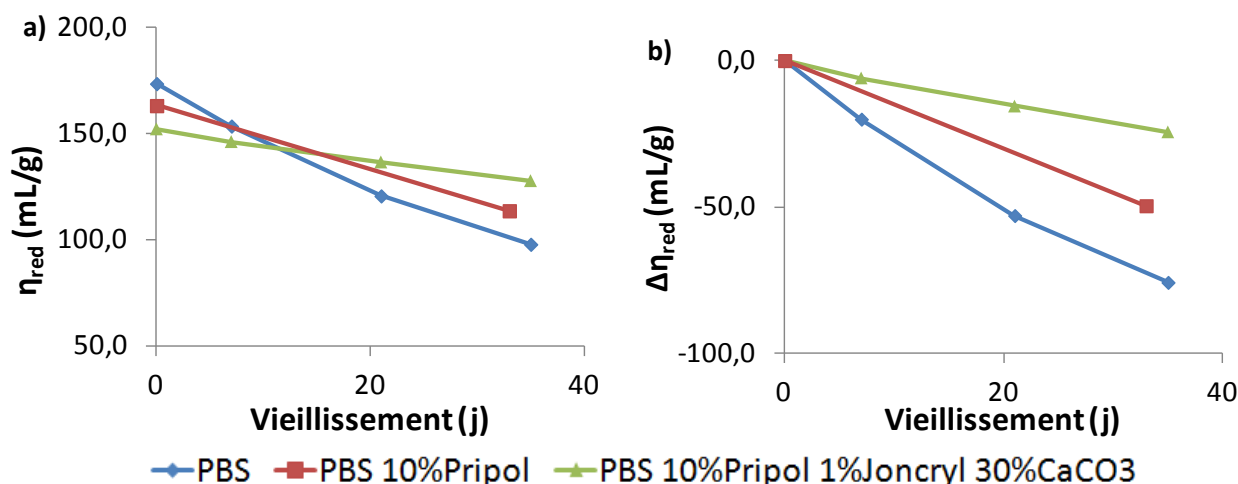 a)
200,0
150,0
100,0
50,0
ηred (mL/g)
0
20
40
Vieillissement (j)
b)
0,0
-50,0
-100,0
Δηred (mL/g)
0
20
40
Vieillissement (j)
PBS
PBS 10%Pripol
PBS 10%Pripol 1%Joncryl 30%CaCO3